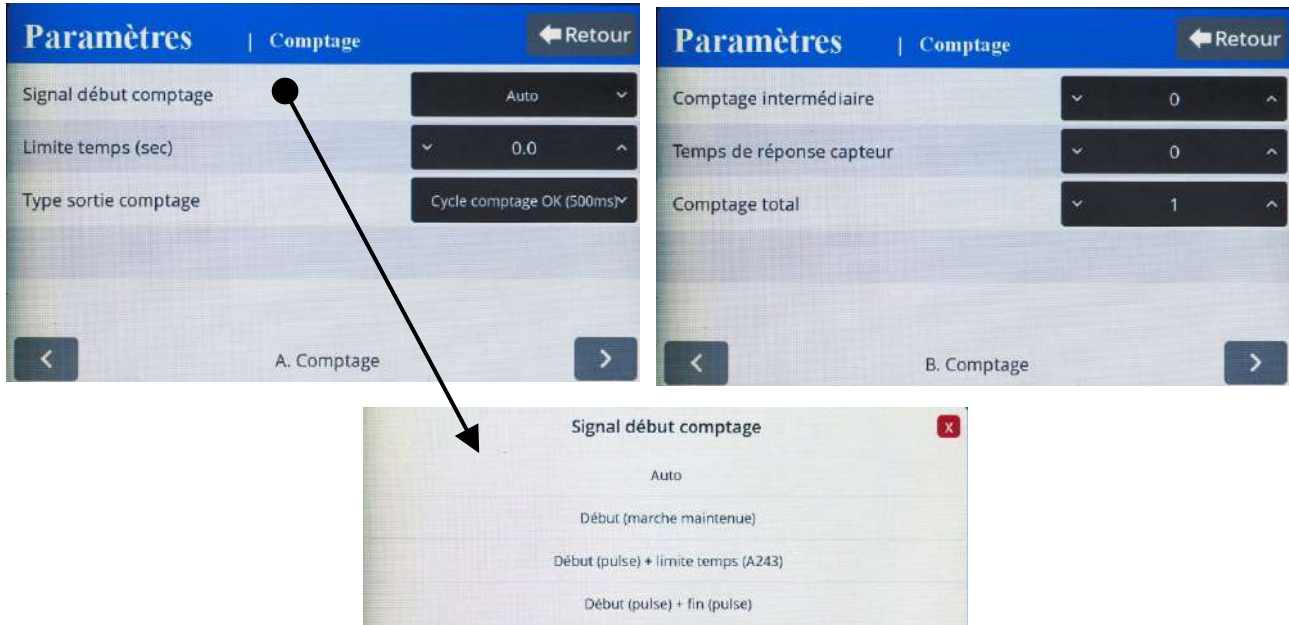 Paramètres | Comptage Retour
Signal début comptage Auto
Limite temps (sec) 0.0
Type sortie comptage Cycle comptage OK (500ms)
A. Comptage
Paramètres | Comptage Retour
Comptage intermédiaire 0
Temps de réponse capteur 0
Comptage total 1
B. Comptage
Signal début comptage X
Auto
Début (marche maintenue)
Début (pulse) + limite temps (A243)
Début (pulse) + fin (pulse)